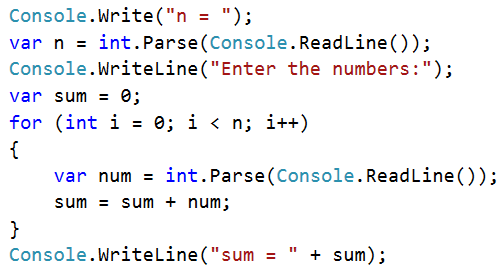 Console.Write("n = ");
var n = int.Parse(Console.ReadLine());
Console.WriteLine("Enter the numbers:");
var sum = 0;
for (int i = 0; i < n; i++)
{
    var num = int.Parse(Console.ReadLine());
    sum = sum + num;
}
Console.WriteLine("sum = " + sum);